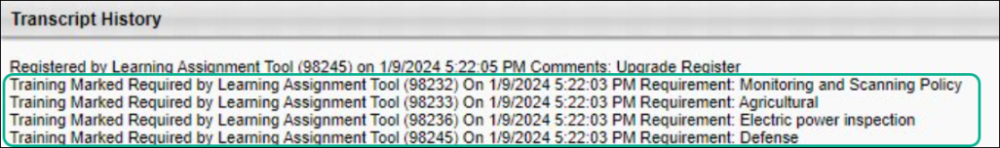 Transcript History
Registered by Learning Assignment Tool (98245) on 1/9/2024 5:22:05 PM Comments: Upgrade Register
Training Marked Required by Learning Assignment Tool (98232) On 1/9/2024 5:22:03 PM Requirement: Monitoring and Scanning Policy
Training Marked Required by Learning Assignment Tool (98233) On 1/9/2024 5:22:03 PM Requirement: Agricultural
Training Marked Required by Learning Assignment Tool (98236) On 1/9/2024 5:22:03 PM Requirement: Electric power inspection
Training Marked Required by Learning Assignment Tool (98245) On 1/9/2024 5:22:03 PM Requirement: Defense